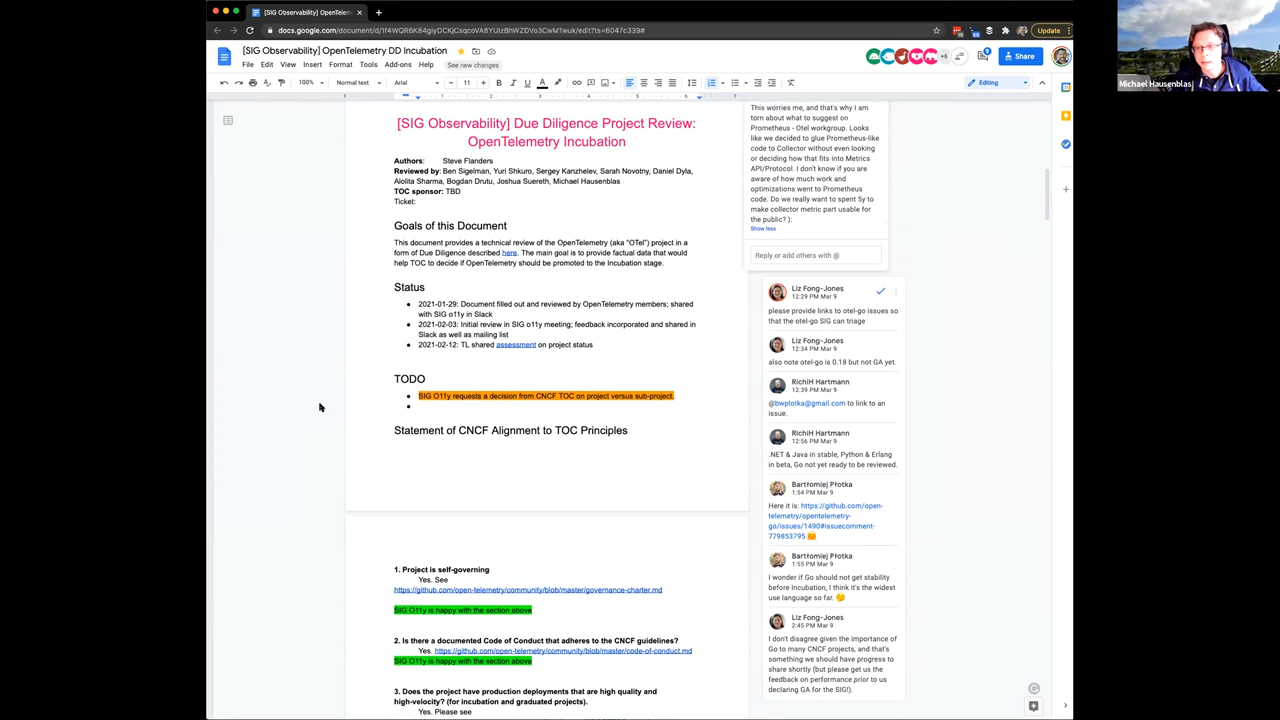 [SIG Observability] OpenTelem
docs.google.com/document/d/1f4WQR6K84giyOCKjCsqcoVA8YUIzBhWZDVo3CwM1wuk/edit?ts=6047c339#
Update
[SIG Observability] OpenTelemetry DD Incubation
File Edit View Insert Format Tools Add-ons Help
See new changes
+6
Share
100%
Normal text
Arial
11
Editing
[SIG Observability] Due Diligence Project Review:
OpenTelemetry Incubation
Authors: Steve Flanders
Reviewed by: Ben Sigelman, Yuri Shkuro, Sergey Kanzhelev, Sarah Novotny, Daniel Dyla,
Alolita Sharma, Bogdan Drutu, Joshua Suereth, Michael Hausenblas
TOC sponsor: TBD
Ticket:
Goals of this Document
This document provides a technical review of the OpenTelemetry (aka “OTel”) project in a
form of Due Diligence described here. The main goal is to provide factual data that would
help TOC to decide if OpenTelemetry should be promoted to the Incubation stage.
Status
2021-01-29: Document filled out and reviewed by OpenTelemetry members; shared
with SIG o11y in Slack
2021-02-03: Initial review in SIG o11y meeting; feedback incorporated and shared in
Slack as well as mailing list
2021-02-12: TL shared assessment on project status
TODO
SIG O11y requests a decision from CNCF TOC on project versus sub-project.
Statement of CNCF Alignment to TOC Principles
1. Project is self-governing
Yes. See
https://github.com/open-telemetry/community/blob/master/governance-charter.md
SIG O11y is happy with the section above
2. Is there a documented Code of Conduct that adheres to the CNCF guidelines?
Yes. https://github.com/open-telemetry/community/blob/master/code-of-conduct.md
SIG O11y is happy with the section above
3. Does the project have production deployments that are high quality and
high-velocity? (for incubation and graduated projects).
Yes. Please see
This worries me, and that's why I am
torn about what to suggest on
Prometheus - Otel workgroup. Looks
like we decided to glue Prometheus-like
code to Collector without even looking
or deciding how that fits into Metrics
API/Protocol. I don't know if you are
aware of how much work and
optimizations went to Prometheus
code. Do we really want to spent 5y to
make collector metric part usable for
the public? ):
Show less
Reply or add others with @
Liz Fong-Jones
12:29 PM Mar 9
please provide links to otel-go issues so
that the otel-go SIG can triage
Liz Fong-Jones
12:34 PM Mar 9
also note otel-go is 0.18 but not GA yet.
RichiH Hartmann
12:39 PM Mar 9
@bwplotka@gmail.com to link to an
issue.
RichiH Hartmann
12:56 PM Mar 9
.NET & Java in stable, Python & Erlang
in beta, Go not yet ready to be reviewed.
Bartłomiej Płotka
1:54 PM Mar 9
Here it is: https://github.com/open-
telemetry/opentelemetry-
go/issues/1490#issuecomment-
779853795 🤗
Bartłomiej Płotka
1:55 PM Mar 9
I wonder if Go should not get stability
before Incubation, I think it's the widest
use language so far. 🤔
Liz Fong-Jones
2:45 PM Mar 9
I don't disagree given the importance of
Go to many CNCF projects, and that's
something we should have progress to
share shortly (but please get us the
feedback on performance prior to us
declaring GA for the SIG!).
Michael Hausenblas